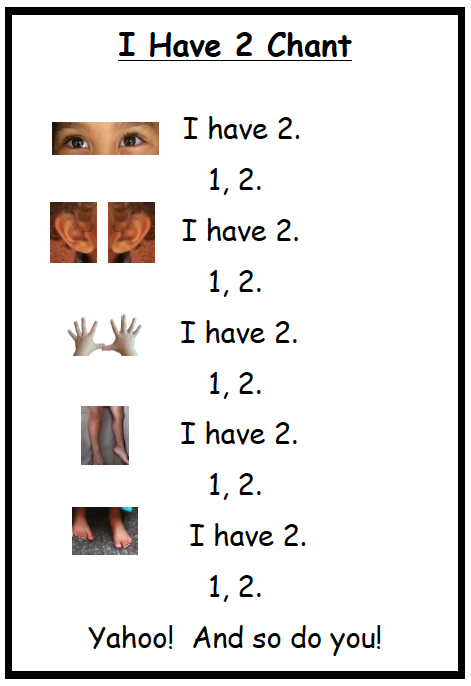 I Have 2 Chant
I have 2.
1, 2.
I have 2.
1, 2.
I have 2.
1, 2.
I have 2.
1, 2.
I have 2.
1, 2.
Yahoo!  And so do you!